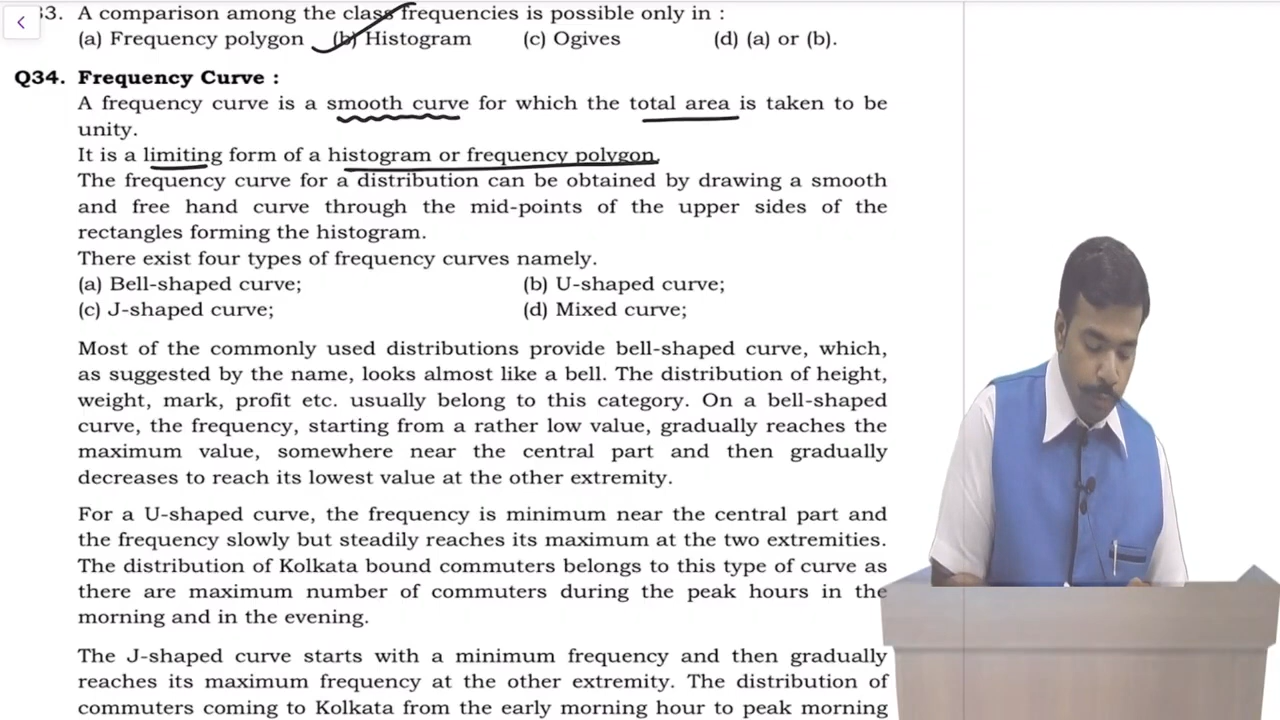 33. A comparison among the class frequencies is possible only in :
(a) Frequency polygon (b) Histogram (c) Ogives (d) (a) or (b).
Q34. Frequency Curve :
A frequency curve is a smooth curve for which the total area is taken to be
unity.
It is a limiting form of a histogram or frequency polygon.
The frequency curve for a distribution can be obtained by drawing a smooth
and free hand curve through the mid-points of the upper sides of the
rectangles forming the histogram.
There exist four types of frequency curves namely.
(a) Bell-shaped curve; (b) U-shaped curve;
(c) J-shaped curve; (d) Mixed curve;
Most of the commonly used distributions provide bell-shaped curve, which,
as suggested by the name, looks almost like a bell. The distribution of height,
weight, mark, profit etc. usually belong to this category. On a bell-shaped
curve, the frequency, starting from a rather low value, gradually reaches the
maximum value, somewhere near the central part and then gradually
decreases to reach its lowest value at the other extremity.
For a U-shaped curve, the frequency is minimum near the central part and
the frequency slowly but steadily reaches its maximum at the two extremities.
The distribution of Kolkata bound commuters belongs to this type of curve as
there are maximum number of commuters during the peak hours in the
morning and in the evening.
The J-shaped curve starts with a minimum frequency and then gradually
reaches its maximum frequency at the other extremity. The distribution of
commuters coming to Kolkata from the early morning hour to peak morning